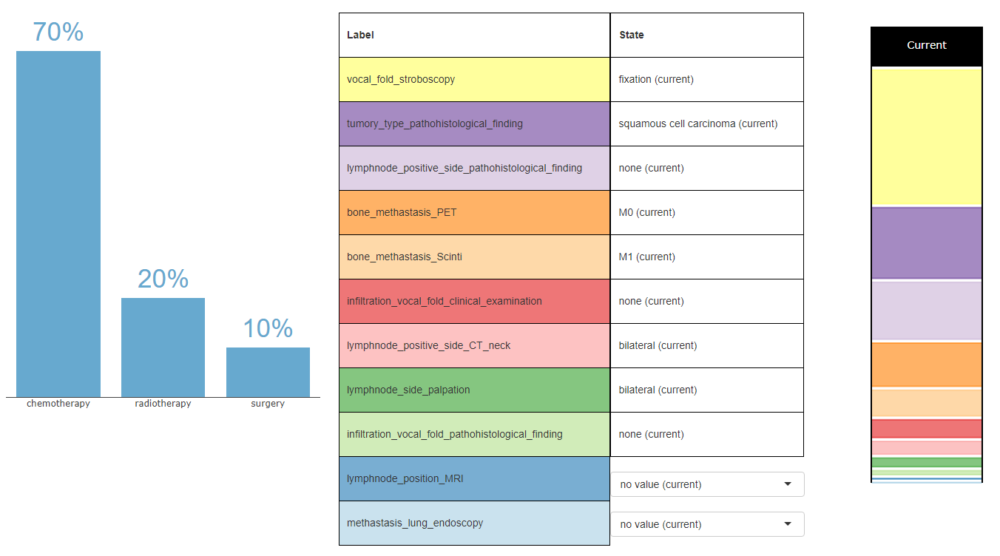 70%
20%
10%
chemotherapy
radiotherapy
surgery
Label State
vocal_fold_stroboscopy fixation (current)
tumory_type_pathohistological_finding squamous cell carcinoma (current)
lymphnode_positive_side_pathohistological_finding none (current)
bone_methastasis_PET M0 (current)
bone_methastasis_Scinti M1 (current)
infiltration_vocal_fold_clinical_examination none (current)
lymphnode_positive_side_CT_neck bilateral (current)
lymphnode_side_palpation bilateral (current)
infiltration_vocal_fold_pathohistological_finding none (current)
lymphnode_position_MRI no value (current)
methastasis_lung_endoscopy no value (current)
Current